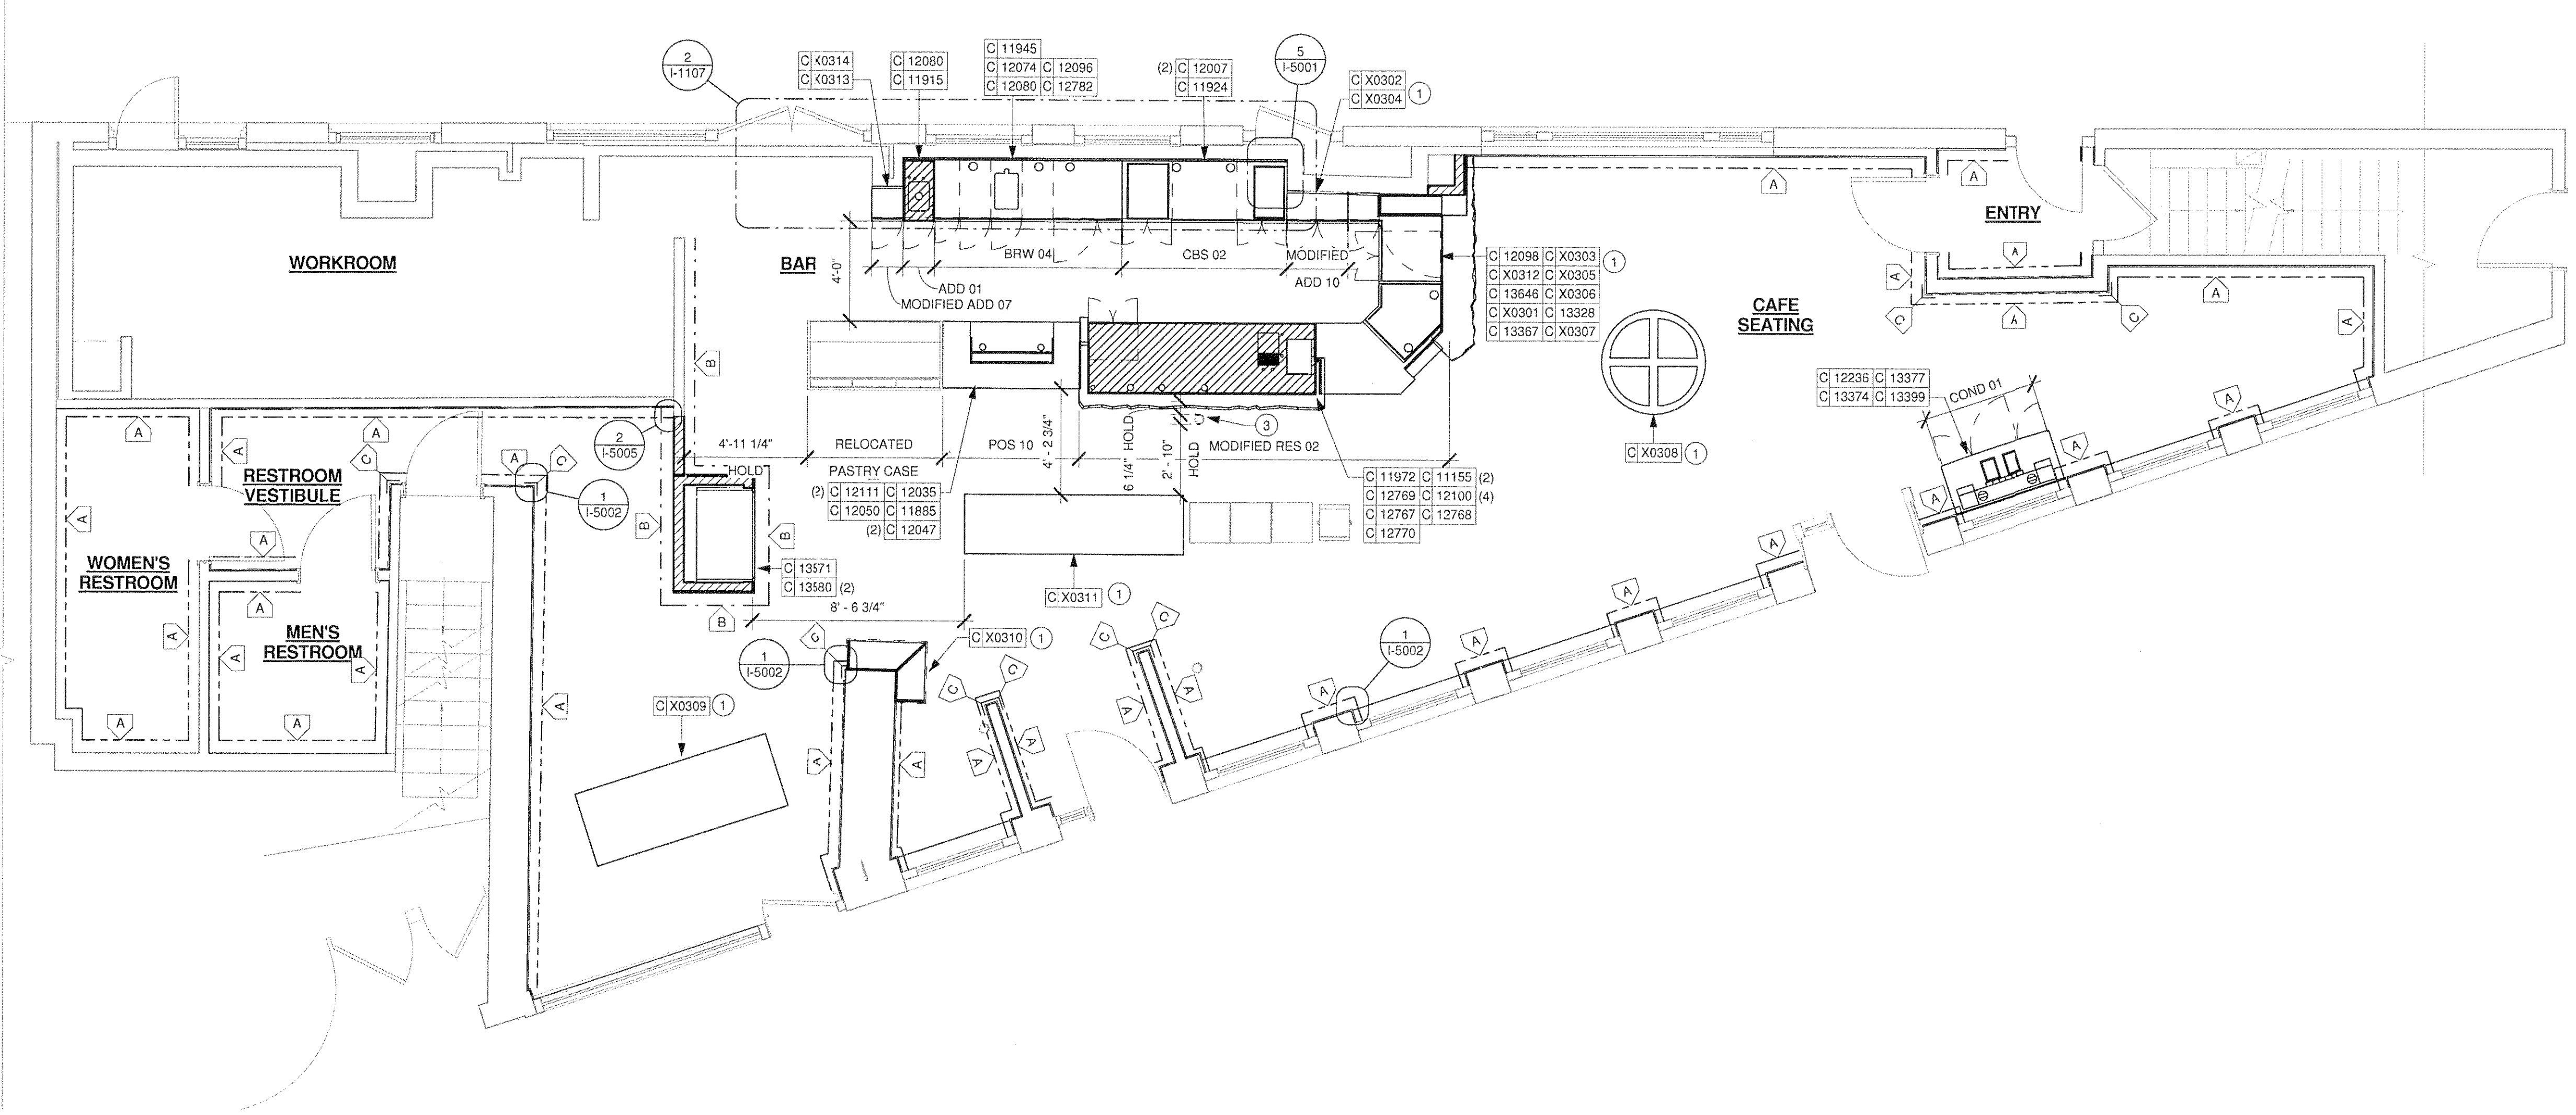 2
I-1107
C X0314
C X0313
C 12080
C 11915
C 11945
C 12074 C 12096
C 12080 C 12782
(2) C 12007
C 11924
5
I-5001
C X0302
C X0304 1
WORKROOM
BAR
4'-0"
BRW 04
CBS 02
MODIFIED
ADD 10
ADD 01
MODIFIED ADD 07
C 12098 C X0303 1
C X0312 C X0305
C 13646 C X0306
C X0301 C 13328
C 13367 C X0307
CAFE
SEATING
ENTRY
A
A
A
A
A
C
A
C
A
A
B
C X0308 1
C 12236 C 13377
C 13374 C 13399
COND 01
A
A
A
2
I-5005
4'-11 1/4"
RELOCATED
PASTRY CASE
POS 10
4' - 2 3/4"
6 1/4" HOLD
2' - 10"
HOLD
3
MODIFIED RES 02
HOLD
(2) C 12111 C 12035
C 12050 C 11885
(2) C 12047
C 11972 C 11155 (2)
C 12769 C 12100 (4)
C 12767 C 12768
C 12770
A
A
A
C
A
C
RESTROOM
VESTIBULE
1
I-5002
A
A
WOMEN'S
RESTROOM
A
A
MEN'S
RESTROOM
A
A
A
A
A
B
B
B
C 13571
C 13580 (2)
8' - 6 3/4"
C X0311 1
C X0310 1
C
1
I-5002
C X0309 1
A
A
A
C
C
A
A
C
C
A
A
1
I-5002
A
A
A
A